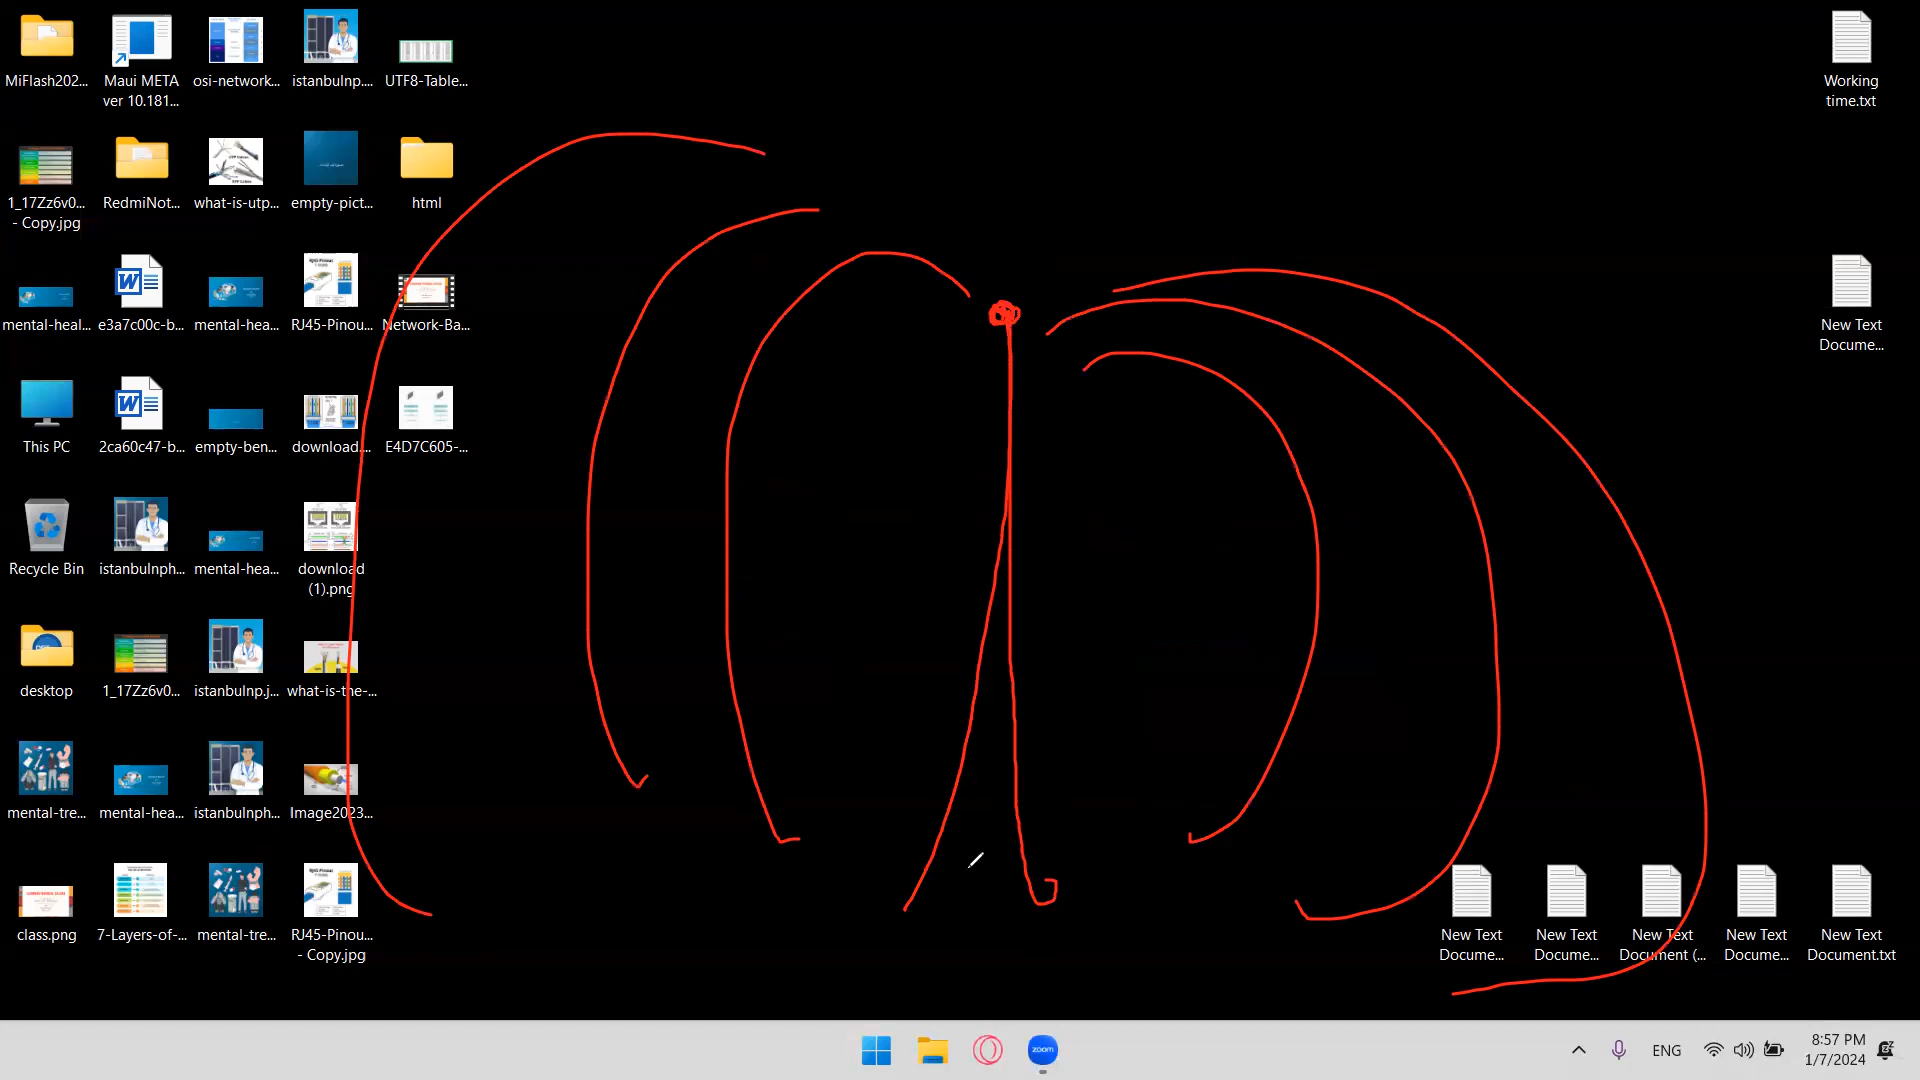 MiFlash202...
Maui META
ver 10.181...
osi-network...
istanbulnp....
UTF8-Table...
Working
time.txt
1_17Zz6v0...
- Copy.jpg
RedmiNot...
what-is-utp...
empty-pict...
html
mental-heal...
e3a7c00c-b...
mental-hea...
RJ45-Pinou...
Network-Ba...
New Text
Docume...
This PC
2ca60c47-b...
empty-ben...
download....
E4D7C605-...
Recycle Bin
istanbulnph...
mental-hea...
download
(1).png
desktop
1_17Zz6v0...
istanbulnp.j...
what-is-the-...
mental-tre...
mental-hea...
istanbulnph...
Image2023...
class.png
7-Layers-of-...
mental-tre...
RJ45-Pinou...
- Copy.jpg
New Text
Docume...
New Text
Docume...
New Text
Document (...
New Text
Docume...
New Text
Document.txt
zoom
ENG
8:57 PM
1/7/2024